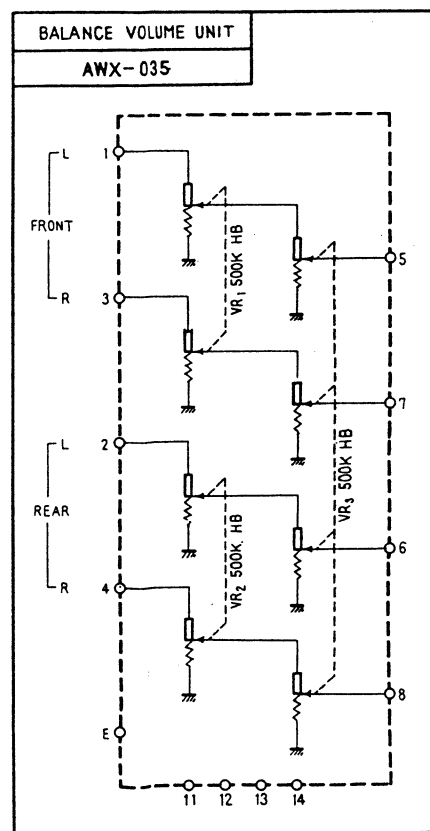 BALANCE VOLUME UNIT
AWX-035
L 1
FRONT
R 3
VR1 500K HB
5
7
L 2
REAR
R 4
VR2 500K HB
VR3 500K HB
6
8
E
11 12 13 14